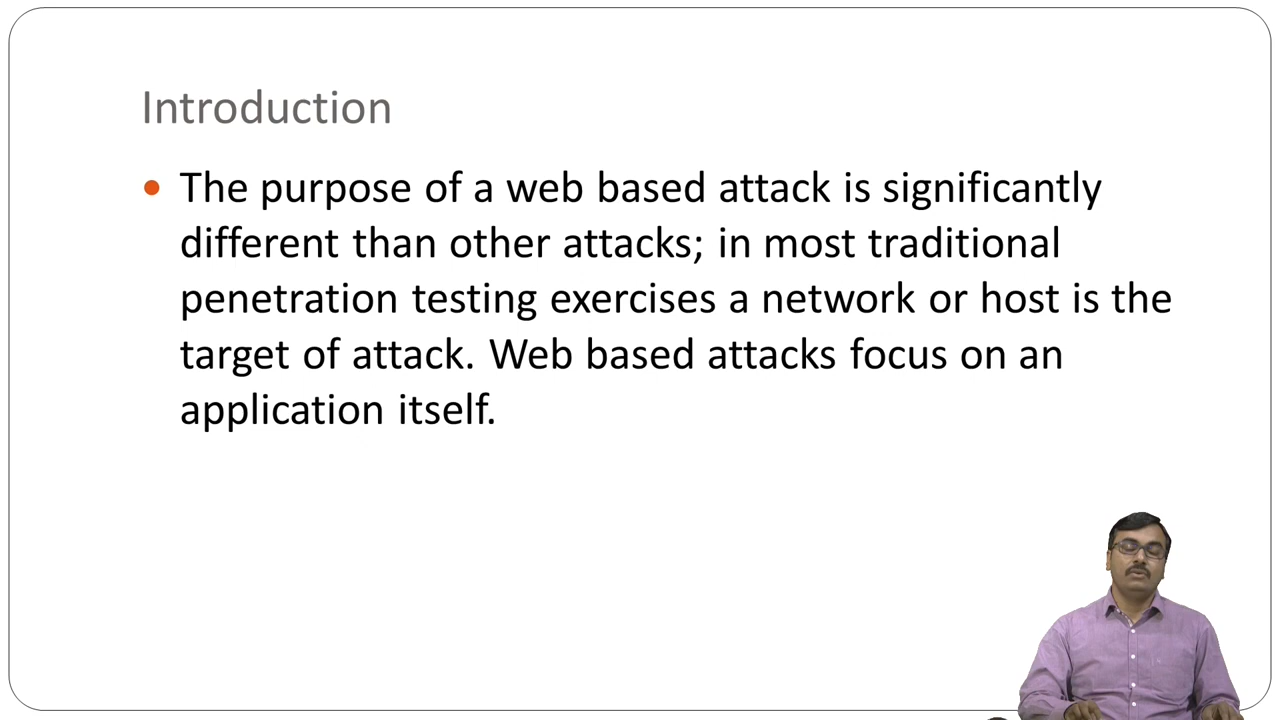 Introduction
The purpose of a web based attack is significantly
different than other attacks; in most traditional
penetration testing exercises a network or host is the
target of attack. Web based attacks focus on an
application itself.